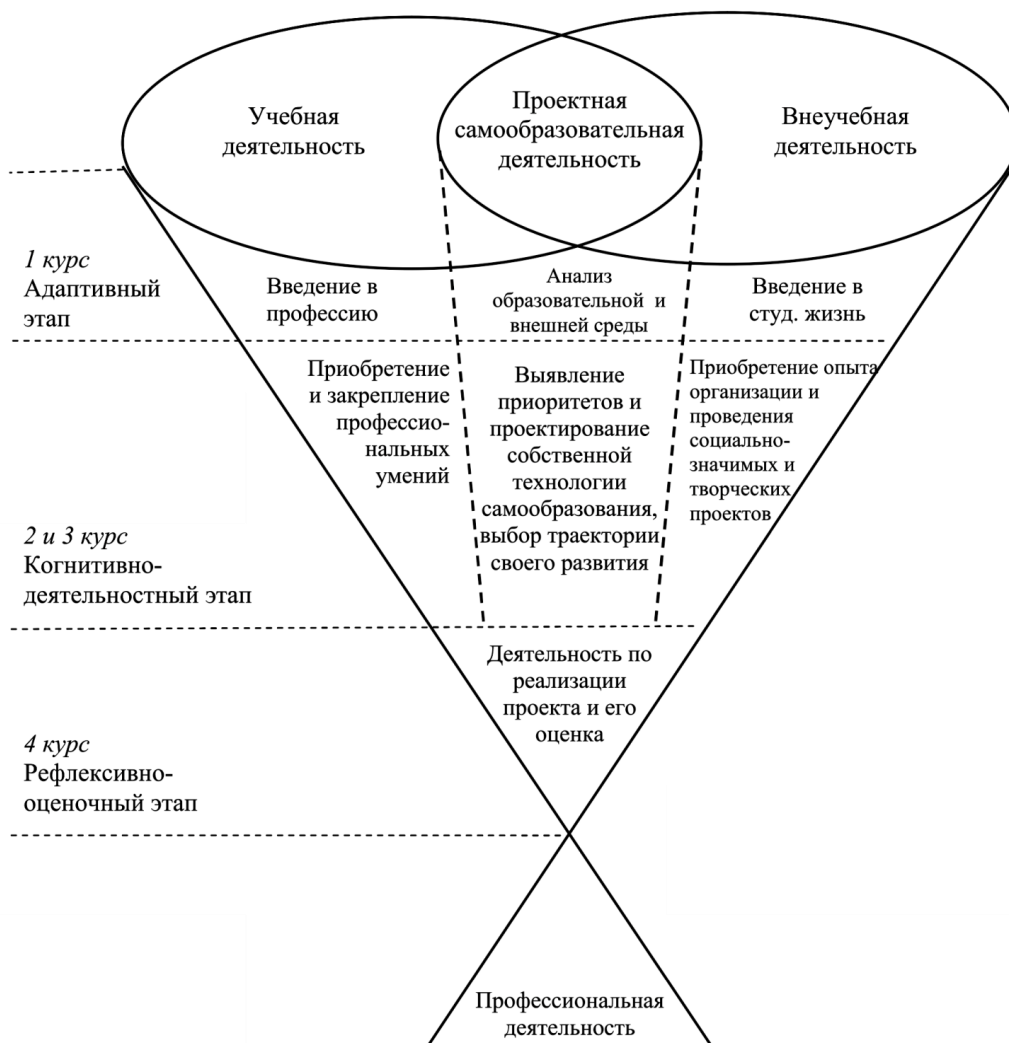 Учебная
деятельность
Проектная
самообразовательная
деятельность
Внеучебная
деятельность
1 курс
Адаптивный
этап
Введение в
профессию
Анализ
образовательной и
внешней среды
Введение в
студ. жизнь
Приобретение
и закрепление
профессио-
нальных
умений
Выявление
приоритетов и
проектирование
собственной
технологии
самообразования,
выбор траектории
своего развития
Приобретение опыта
организации и
проведения
социально-
значимых и
творческих
проектов
2 и 3 курс
Когнитивно-
деятельностный этап
Деятельность по
реализации
проекта и его
оценка
4 курс
Рефлексивно-
оценочный этап
Профессиональная
деятельность